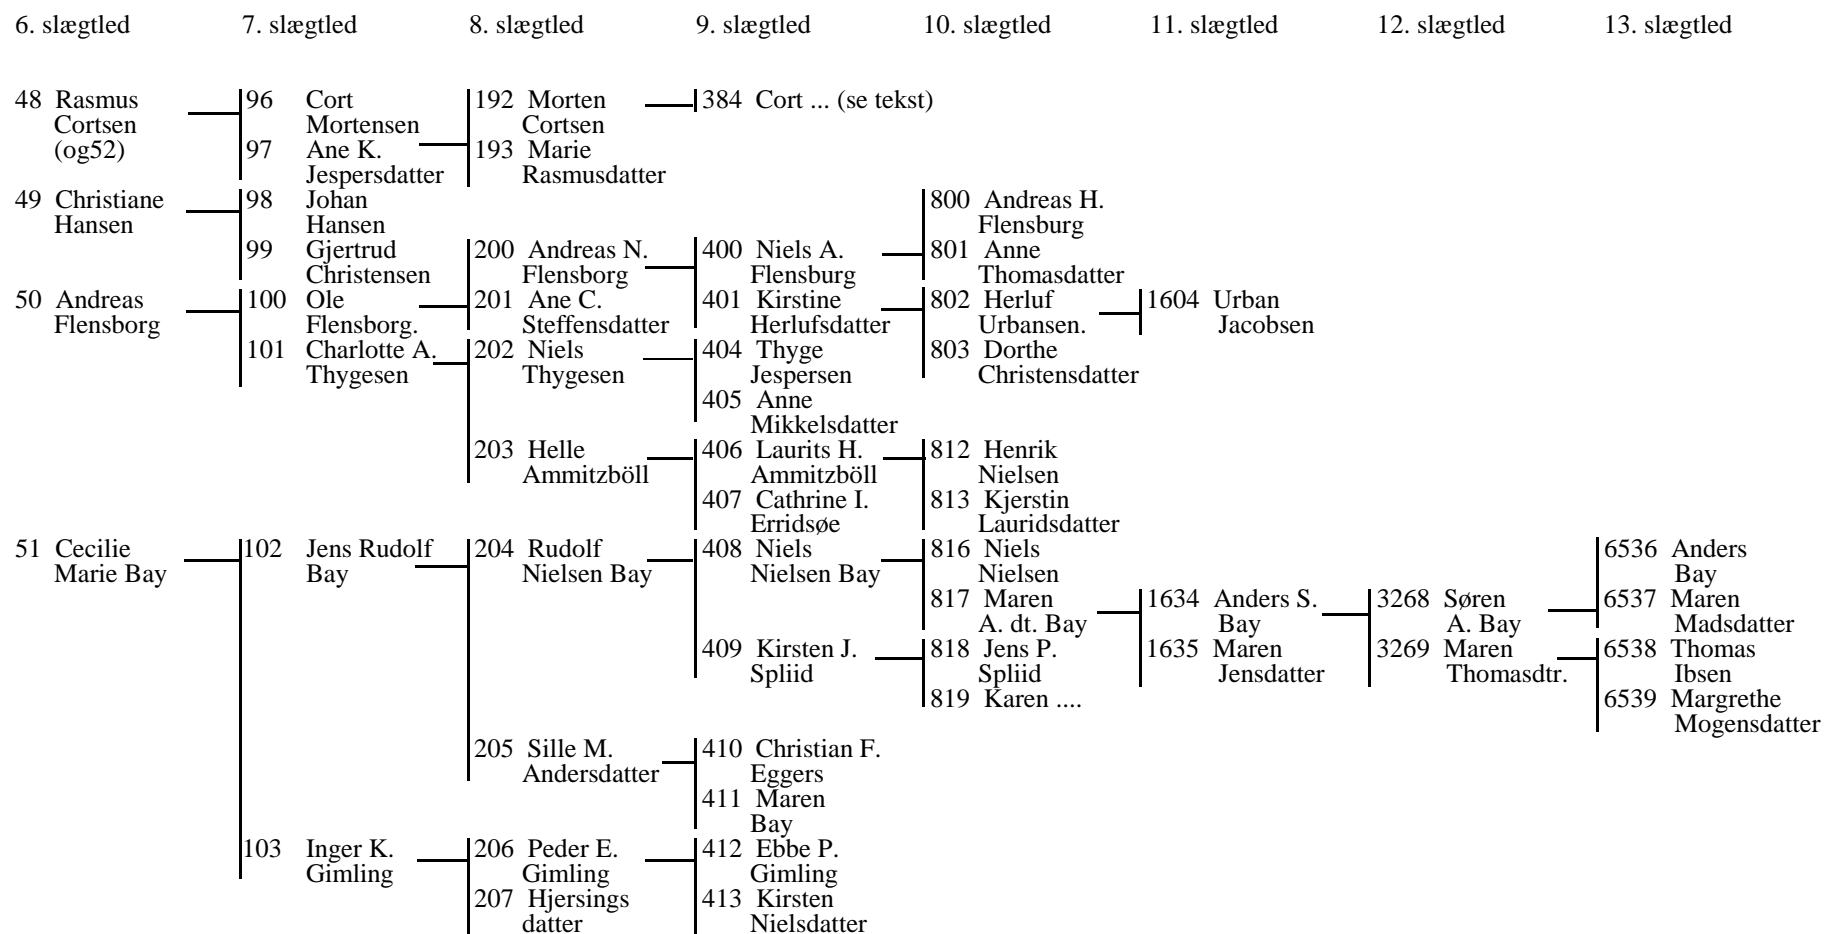 6. slægtled 7. slægtled 8. slægtled 9. slægtled 10. slægtled 11. slægtled 12. slægtled 13. slægtled
48 Rasmus 96 Cort 192 Morten 384 Cort ... (se tekst)
Cortsen Mortensen Cortsen
(og52) 97 Ane K. 193 Marie
Jespersdatter Rasmusdatter
49 Christiane 98 Johan 800 Andreas H.
Hansen Hansen Flensburg
99 Gjertrud 200 Andreas N. 400 Niels A. 801 Anne
Christensen Flensborg Flensburg Thomasdatter
50 Andreas 100 Ole 201 Ane C. 401 Kirstine 802 Herluf 1604 Urban
Flensborg Flensborg. Steffensdatter Herlufsdatter Urbansen. Jacobsen
101 Charlotte A. 202 Niels 404 Thyge 803 Dorthe
Thygesen Thygesen Jespersen Christensdatter
405 Anne
Mikkelsdatter
203 Helle 406 Laurits H. 812 Henrik
Ammitzböll Ammitzböll Nielsen
407 Cathrine I. 813 Kjerstin
Erridsøe Lauridsdatter
51 Cecilie 102 Jens Rudolf 204 Rudolf 408 Niels 816 Niels 6536 Anders
Marie Bay Bay Nielsen Bay Nielsen Bay Nielsen Bay
817 Maren 1634 Anders S. 3268 Søren 6537 Maren
A. dt. Bay Bay A. Bay Madsdatter
409 Kirsten J. 818 Jens P. 1635 Maren 3269 Maren 6538 Thomas
Spliid Spliid Jensdatter Thomasdtr. Ibsen
819 Karen .... 6539 Margrethe
Mogensdatter
205 Sille M. 410 Christian F.
Andersdatter Eggers
411 Maren
Bay
103 Inger K. 206 Peder E. 412 Ebbe P.
Gimling Gimling Gimling
207 Hjersings 413 Kirsten
datter Nielsdatter